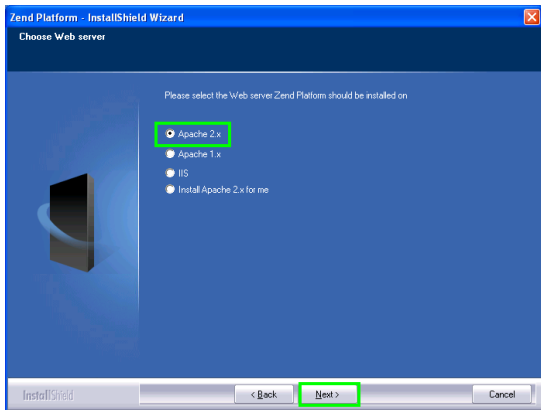 Zend Platform - InstallShield Wizard
Choose Web server
Please select the Web server Zend Platform should be installed on
Apache 2.x
Apache 1.x
IIS
Install Apache 2.x for me
InstallShield
< Back
Next >
Cancel